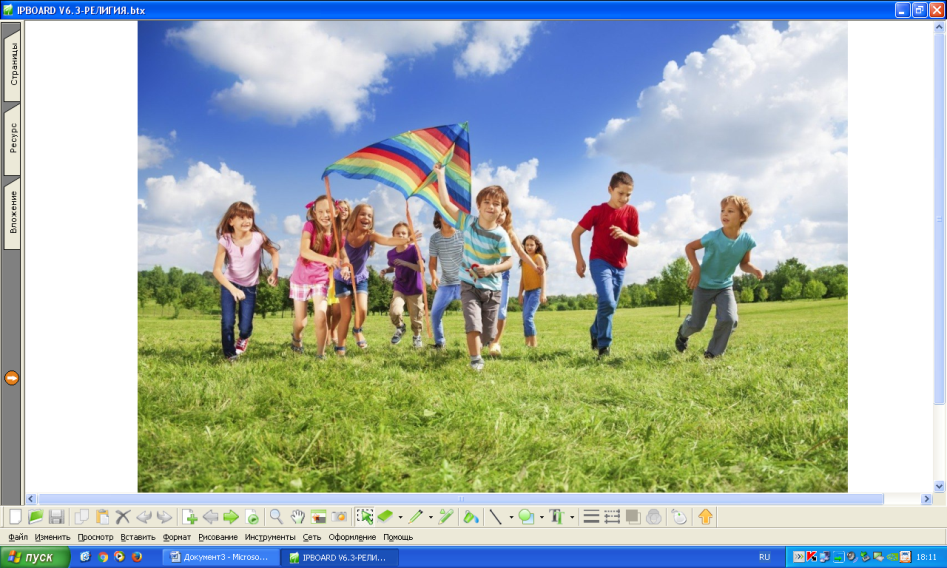 IPBOARD V6.3-РЕЛИГИЯ.btx
Страницы
Ресурс
Вложение
Файл Изменить Просмотр Вставить Формат Рисование Инструменты Сеть Оформление Помощь
пуск
Документ3 - Microso...
IPBOARD V6.3-РЕЛИ...
RU
18:11